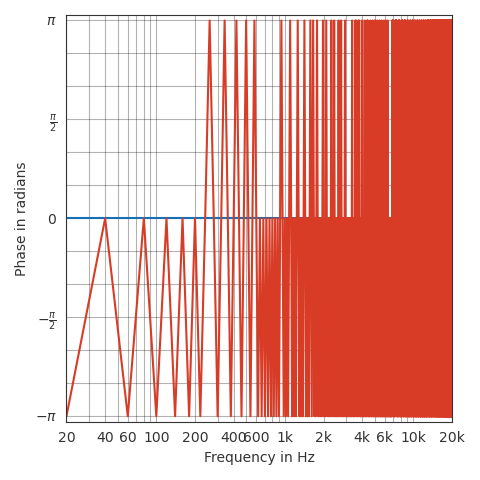 π
π/2
0
−π/2
−π
20 40 60 100 200 400 600 1k 2k 4k 6k 10k 20k
Frequency in Hz
Phase in radians